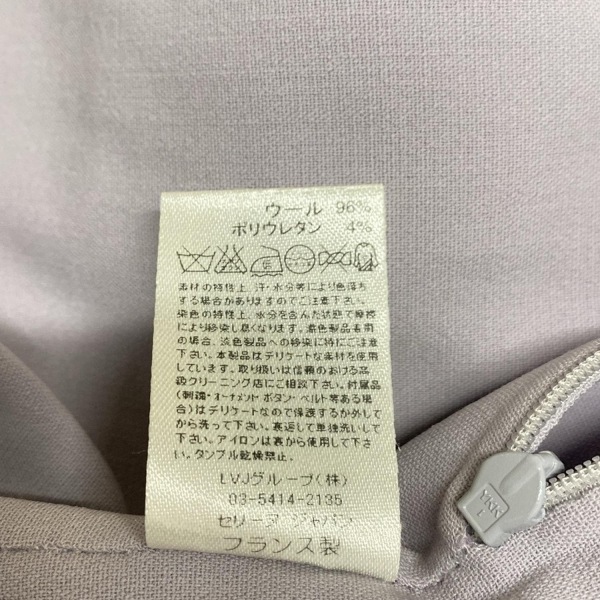 ウール 96%
ポリウレタン 4%
素材の特性上、汗・水分等により色落ち
する場合がありますのでご注意下さい。
染色の特性上、水分を含んだ状態で摩擦
により移染し易くなります。濃色製品着用
の場合、淡色製品への移染に特にご注意
下さい。本製品はデリケートな素材を使用
しています。取り扱いは信頼のおける高
級クリーニング店にご相談下さい。付属品
(刺繍・オーナメント ボタン・ベルト等ある場
合)はデリケートなので保護するか外して
から洗って下さい。裏返して単独洗いして
下さい。アイロンは裏から使用して下さ
い。タンブル乾燥禁止。
LVJグループ(株)
03-5414-2135
セリーヌ ジャパン
フランス製
YKK